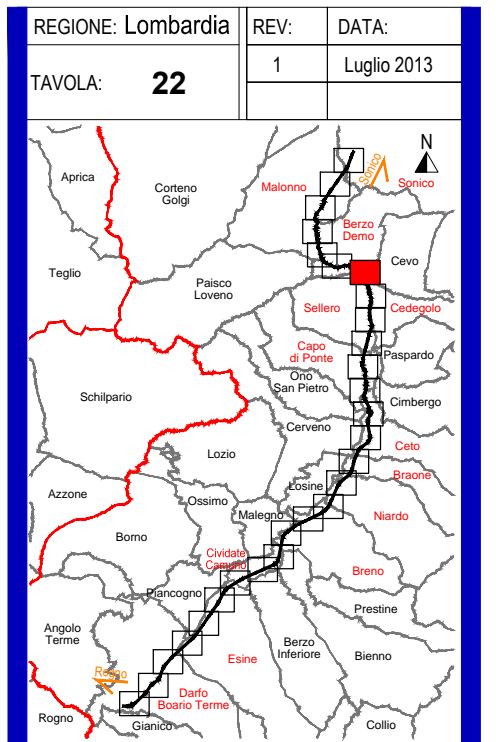 REGIONE: Lombardia
REV:
DATA:
TAVOLA: 22
1
Luglio 2013
N
Aprica
Corteno
Golgi
Malonno
Sonico
Sonico
Berzo
Demo
Cevo
Teglio
Paisco
Loveno
Sellero
Cedegolo
Capo
di Ponte
Paspardo
Ono
San Pietro
Schilpario
Cimbergo
Cerveno
Ceto
Lozio
Braone
Azzone
Losine
Ossimo
Malegno
Niardo
Borno
Cividate
Camuno
Breno
Piancogno
Prestine
Angolo
Terme
Berzo
Inferiore
Bienno
Esine
Rogno
Darfo
Boario Terme
Rogno
Gianico
Collio